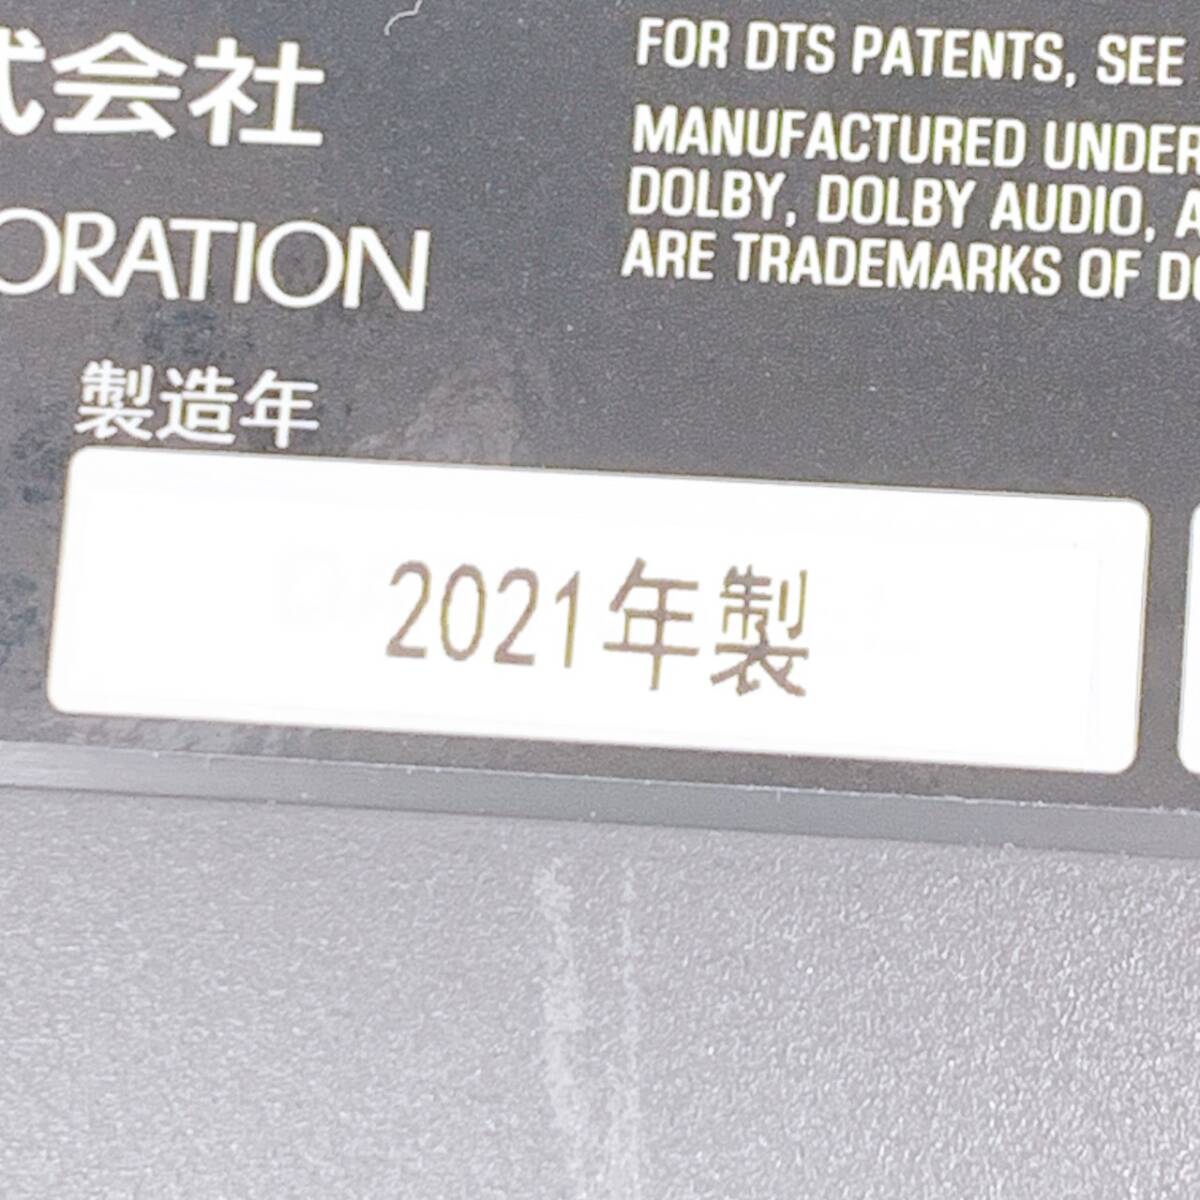 式会社
ORATION
FOR DTS PATENTS, SEE
MANUFACTURED UNDER
DOLBY, DOLBY AUDIO,
ARE TRADEMARKS OF
製造年
2021年製